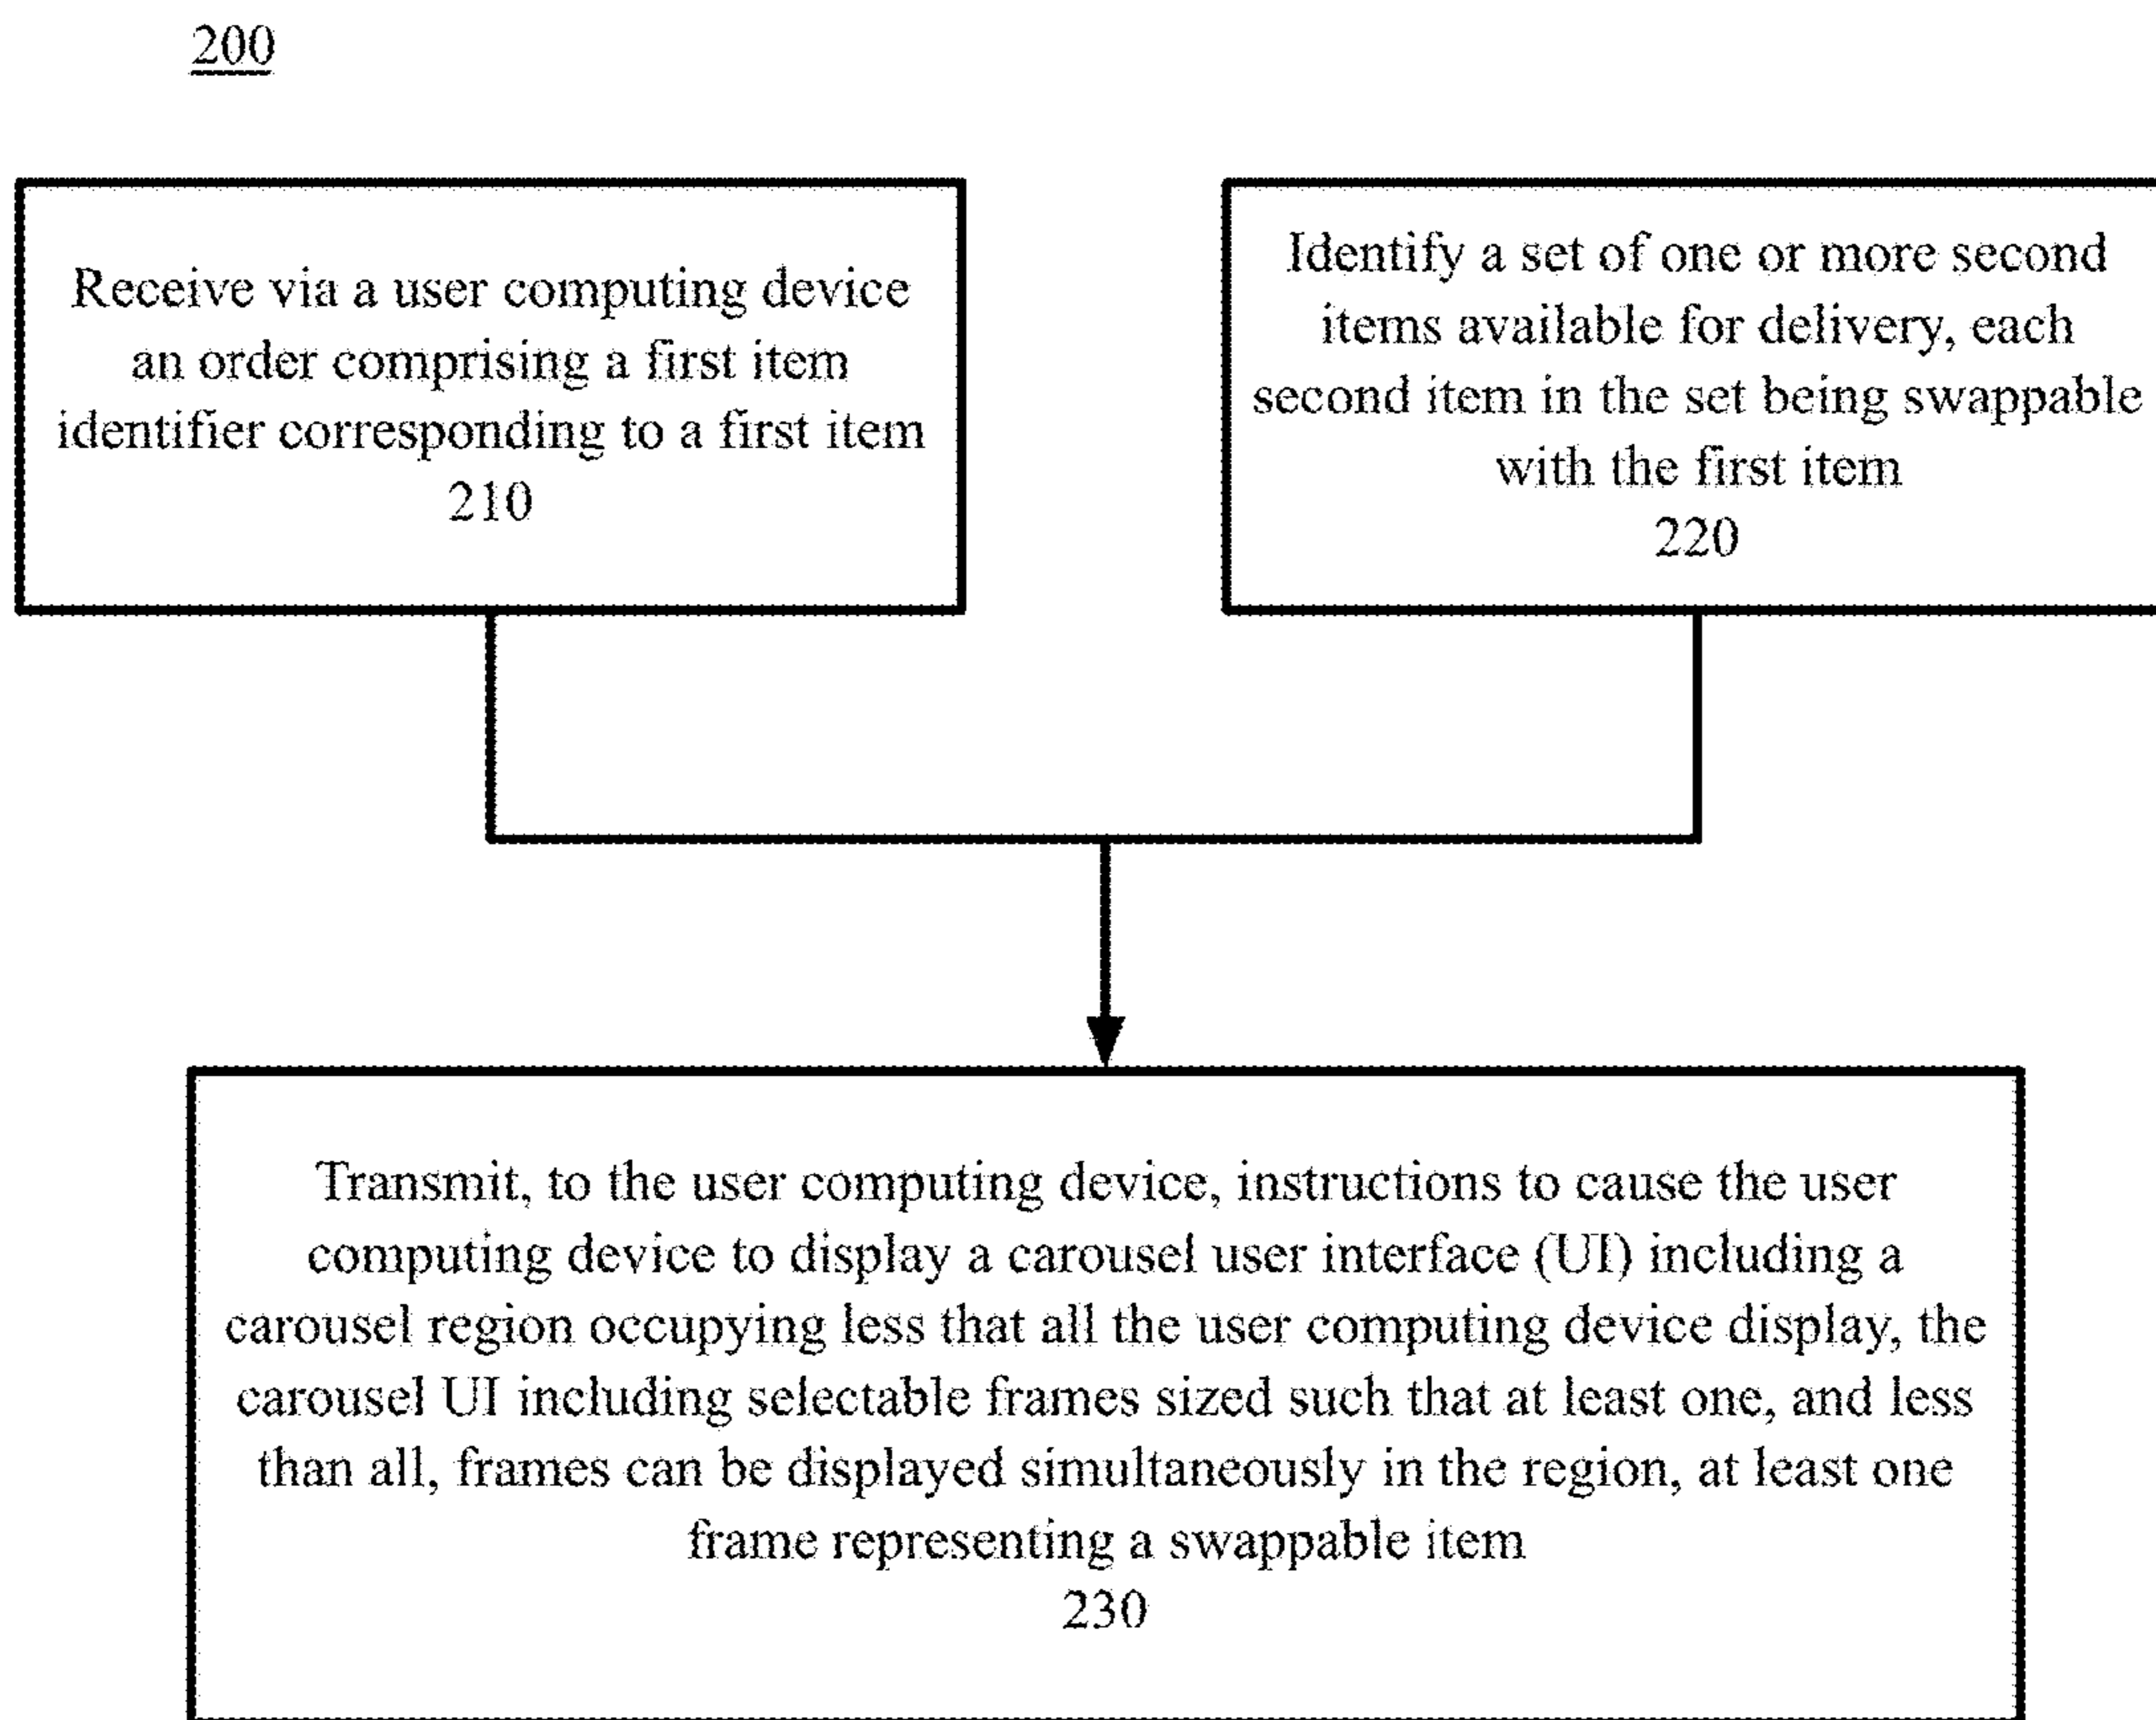 200
Receive via a user computing device
an order comprising a first item
identifier corresponding to a first item
210
Identify a set of one or more second
items available for delivery, each
second item in the set being swappable
with the first item
220
Transmit, to the user computing device, instructions to cause the user
computing device to display a carousel user interface (UI) including a
carousel region occupying less that all the user computing device display, the
carousel UI including selectable frames sized such that at least one, and less
than all, frames can be displayed simultaneously in the region, at least one
frame representing a swappable item
230